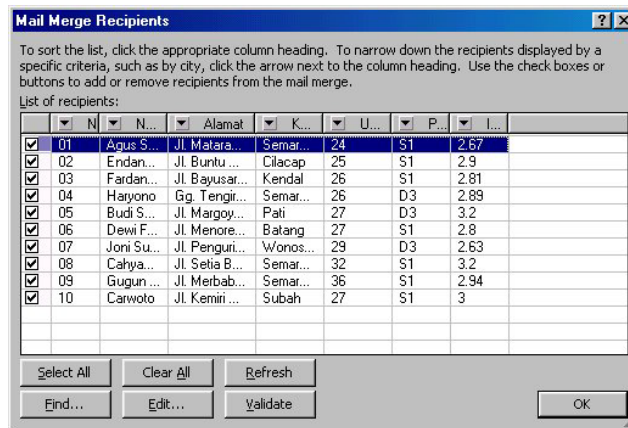 Mail Merge Recipients
To sort the list, click the appropriate column heading. To narrow down the recipients displayed by a
specific criteria, such as by city, click the arrow next to the column heading. Use the check boxes or
buttons to add or remove recipients from the mail merge.
List of recipients:
N N... Alamat K... U... P... I...
01 Agus S... Jl. Matara... Semar... 24 S1 2.67
02 Endan... Jl. Buntu ... Cilacap 25 S1 2.9
03 Fardan... Jl. Bayusar... Kendal 26 S1 2.81
04 Haryono Gg. Tengir... Semar... 26 D3 2.89
05 Budi S... Jl. Margoy... Pati 27 D3 3.2
06 Dewi F... Jl. Menore... Batang 27 S1 2.8
07 Joni Su... Jl. Penguri... Wonos... 29 D3 2.63
08 Cahya... Jl. Setia B... Semar... 32 S1 3.2
09 Gugun ... Jl. Merbab... Semar... 36 S1 2.94
10 Carwoto Jl. Kemiri ... Subah 27 S1 3
Select All Clear All Refresh
Find... Edit... Validate OK